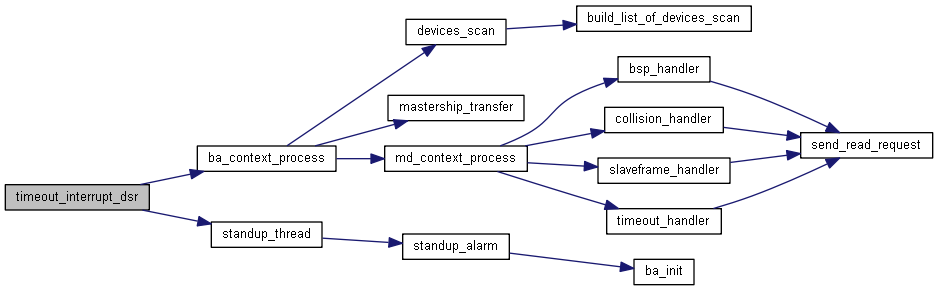 timeout_interrupt_dsr
ba_context_process
devices_scan
build_list_of_devices_scan
mastership_transfer
md_context_process
bsp_handler
collision_handler
slaveframe_handler
timeout_handler
send_read_request
standup_thread
standup_alarm
ba_init